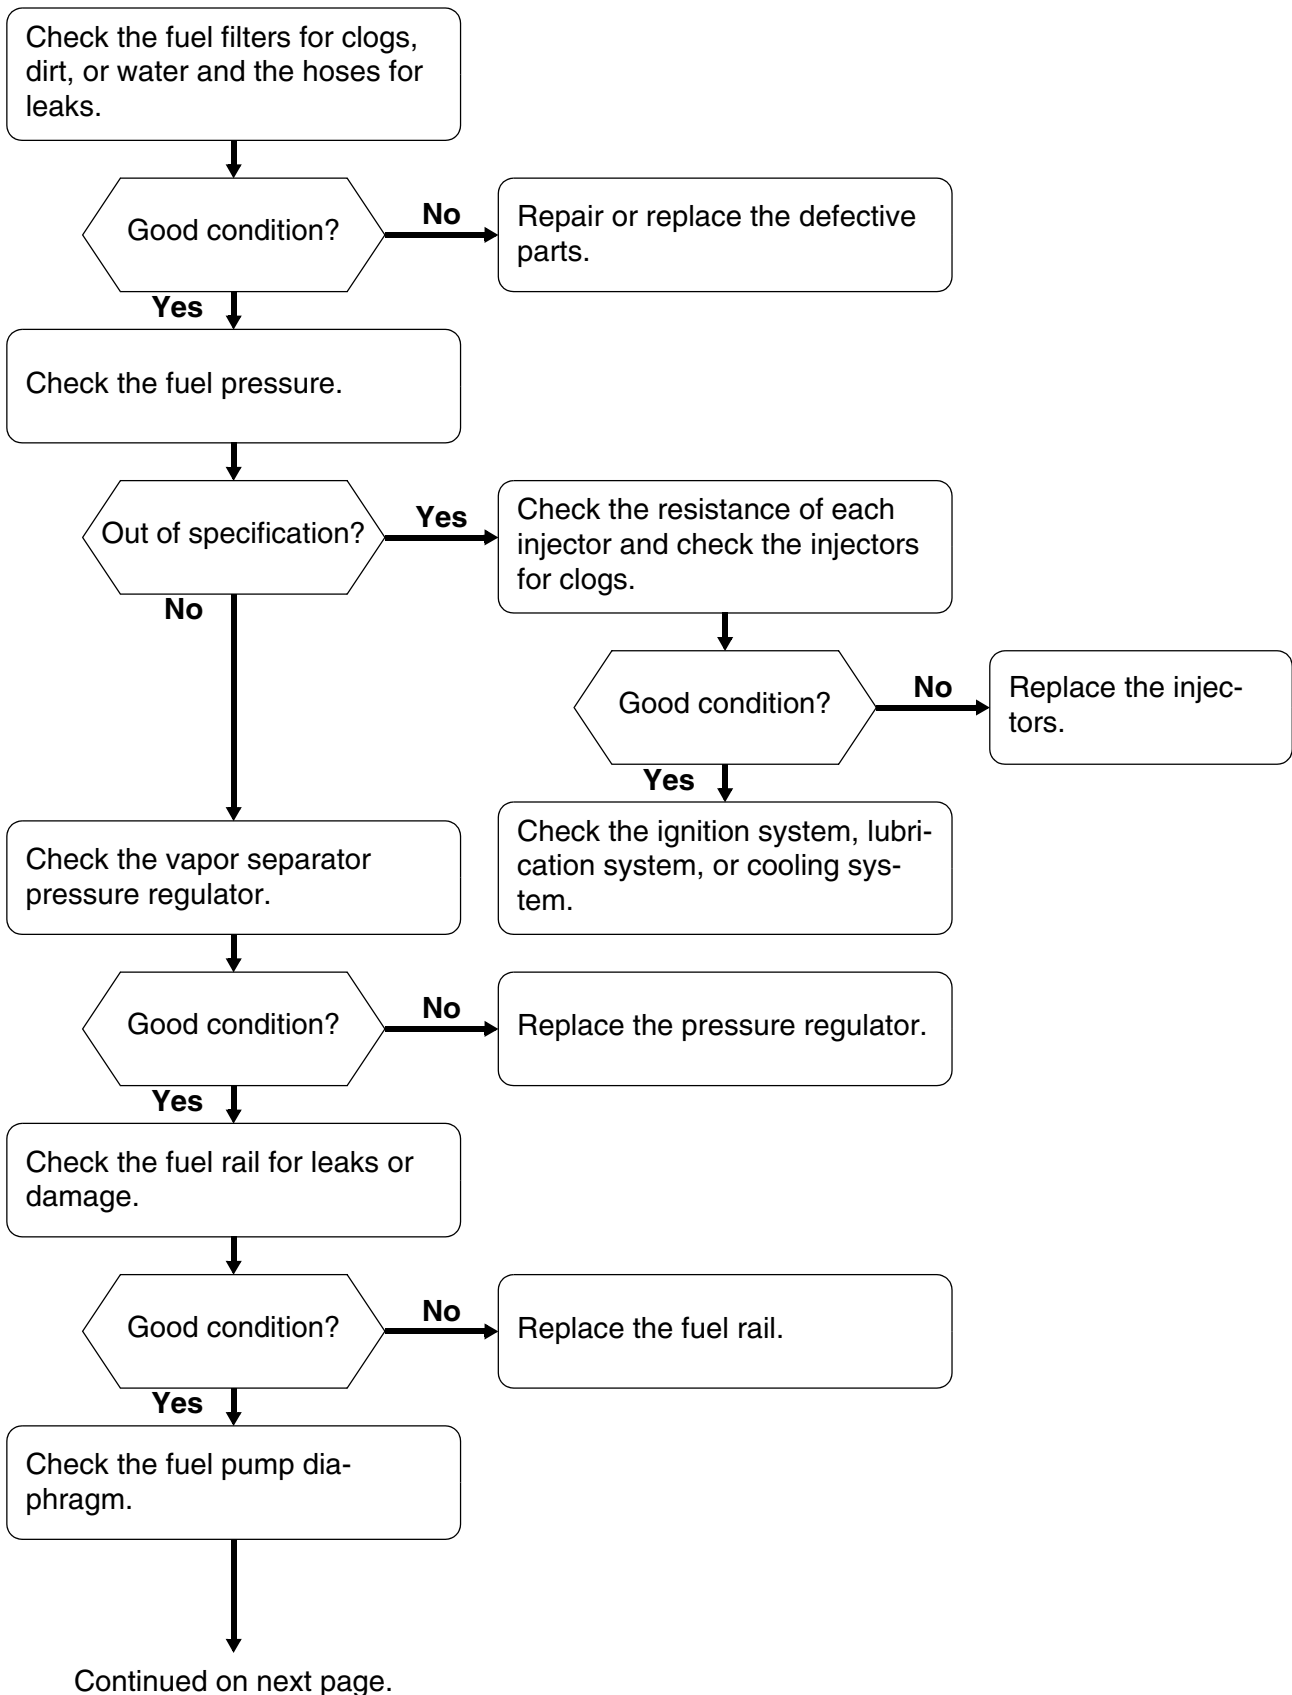 Check the fuel filters for clogs,
dirt, or water and the hoses for
leaks.
Good condition?
No
Repair or replace the defective
parts.
Yes
Check the fuel pressure.
Out of specification?
Yes
Check the resistance of each
injector and check the injectors
for clogs.
No
Good condition?
No
Replace the injec-
tors.
Yes
Check the ignition system, lubri-
cation system, or cooling sys-
tem.
Check the vapor separator
pressure regulator.
Good condition?
No
Replace the pressure regulator.
Yes
Check the fuel rail for leaks or
damage.
Good condition?
No
Replace the fuel rail.
Yes
Check the fuel pump dia-
phragm.
Continued on next page.